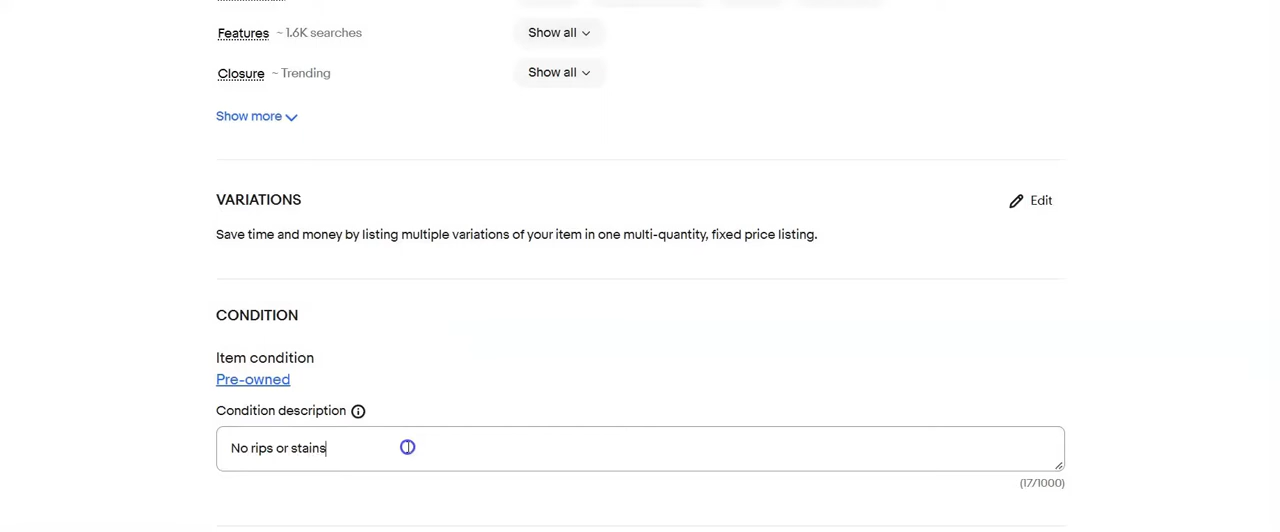 Features ~ 1.6K searches Show all
Closure ~ Trending Show all
Show more
VARIATIONS Edit
Save time and money by listing multiple variations of your item in one multi-quantity, fixed price listing.
CONDITION
Item condition
Pre-owned
Condition description
No rips or stains
(17/1000)